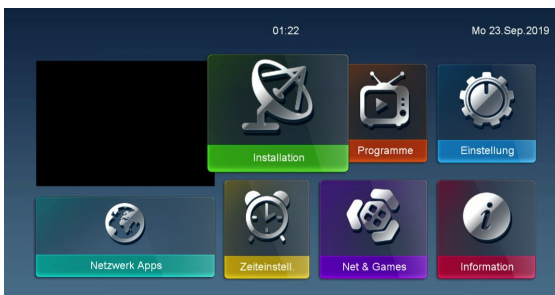 01:22
Mo 23.Sep.2019
Installation
Programme
Einstellung
Netzwerk Apps
Zeiteinstell.
Net & Games
Information